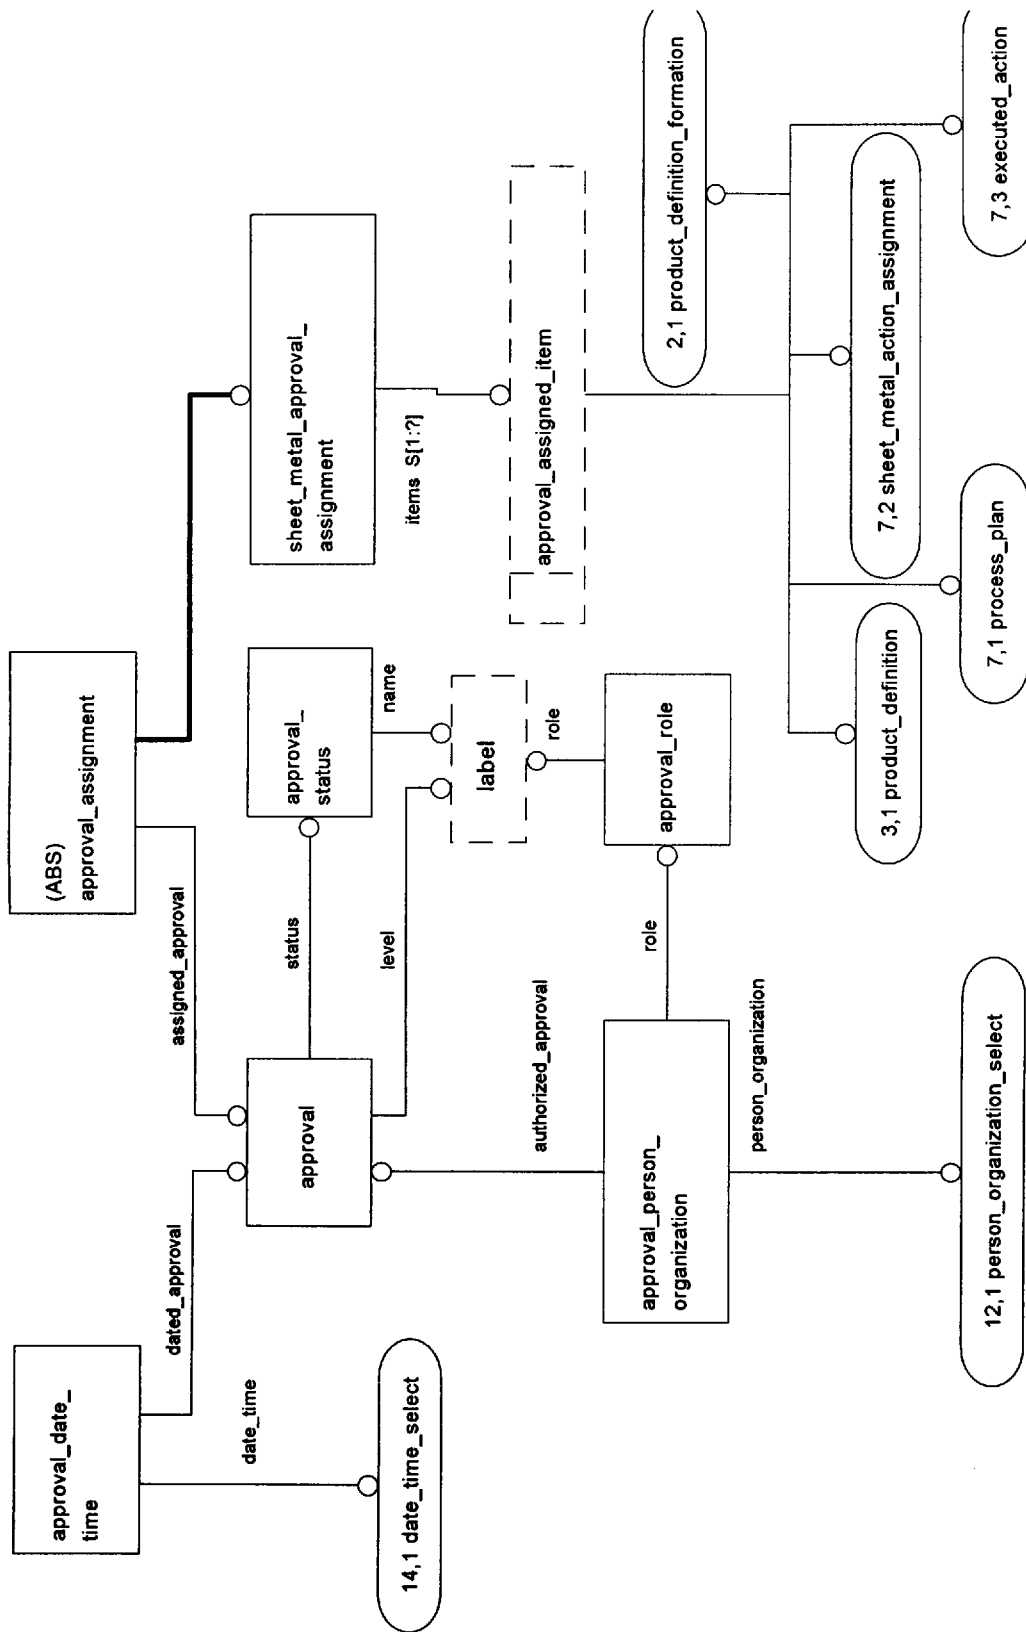 approval_date_
time
dated_approval
date_time
14,1 date_time_select
(ABS)
approval_assignment
assigned_approval
approval
status
level
approval_
status
name
label
role
approval_role
role
authorized_approval
approval_person_
organization
person_organization
12,1 person_organization_select
sheet_metal_approval_
assignment
items S[1:?]
approval_assigned_item
2,1 product_definition_formation
3,1 product_definition
7,2 sheet_metal_action_assignment
7,1 process_plan
7,3 executed_action